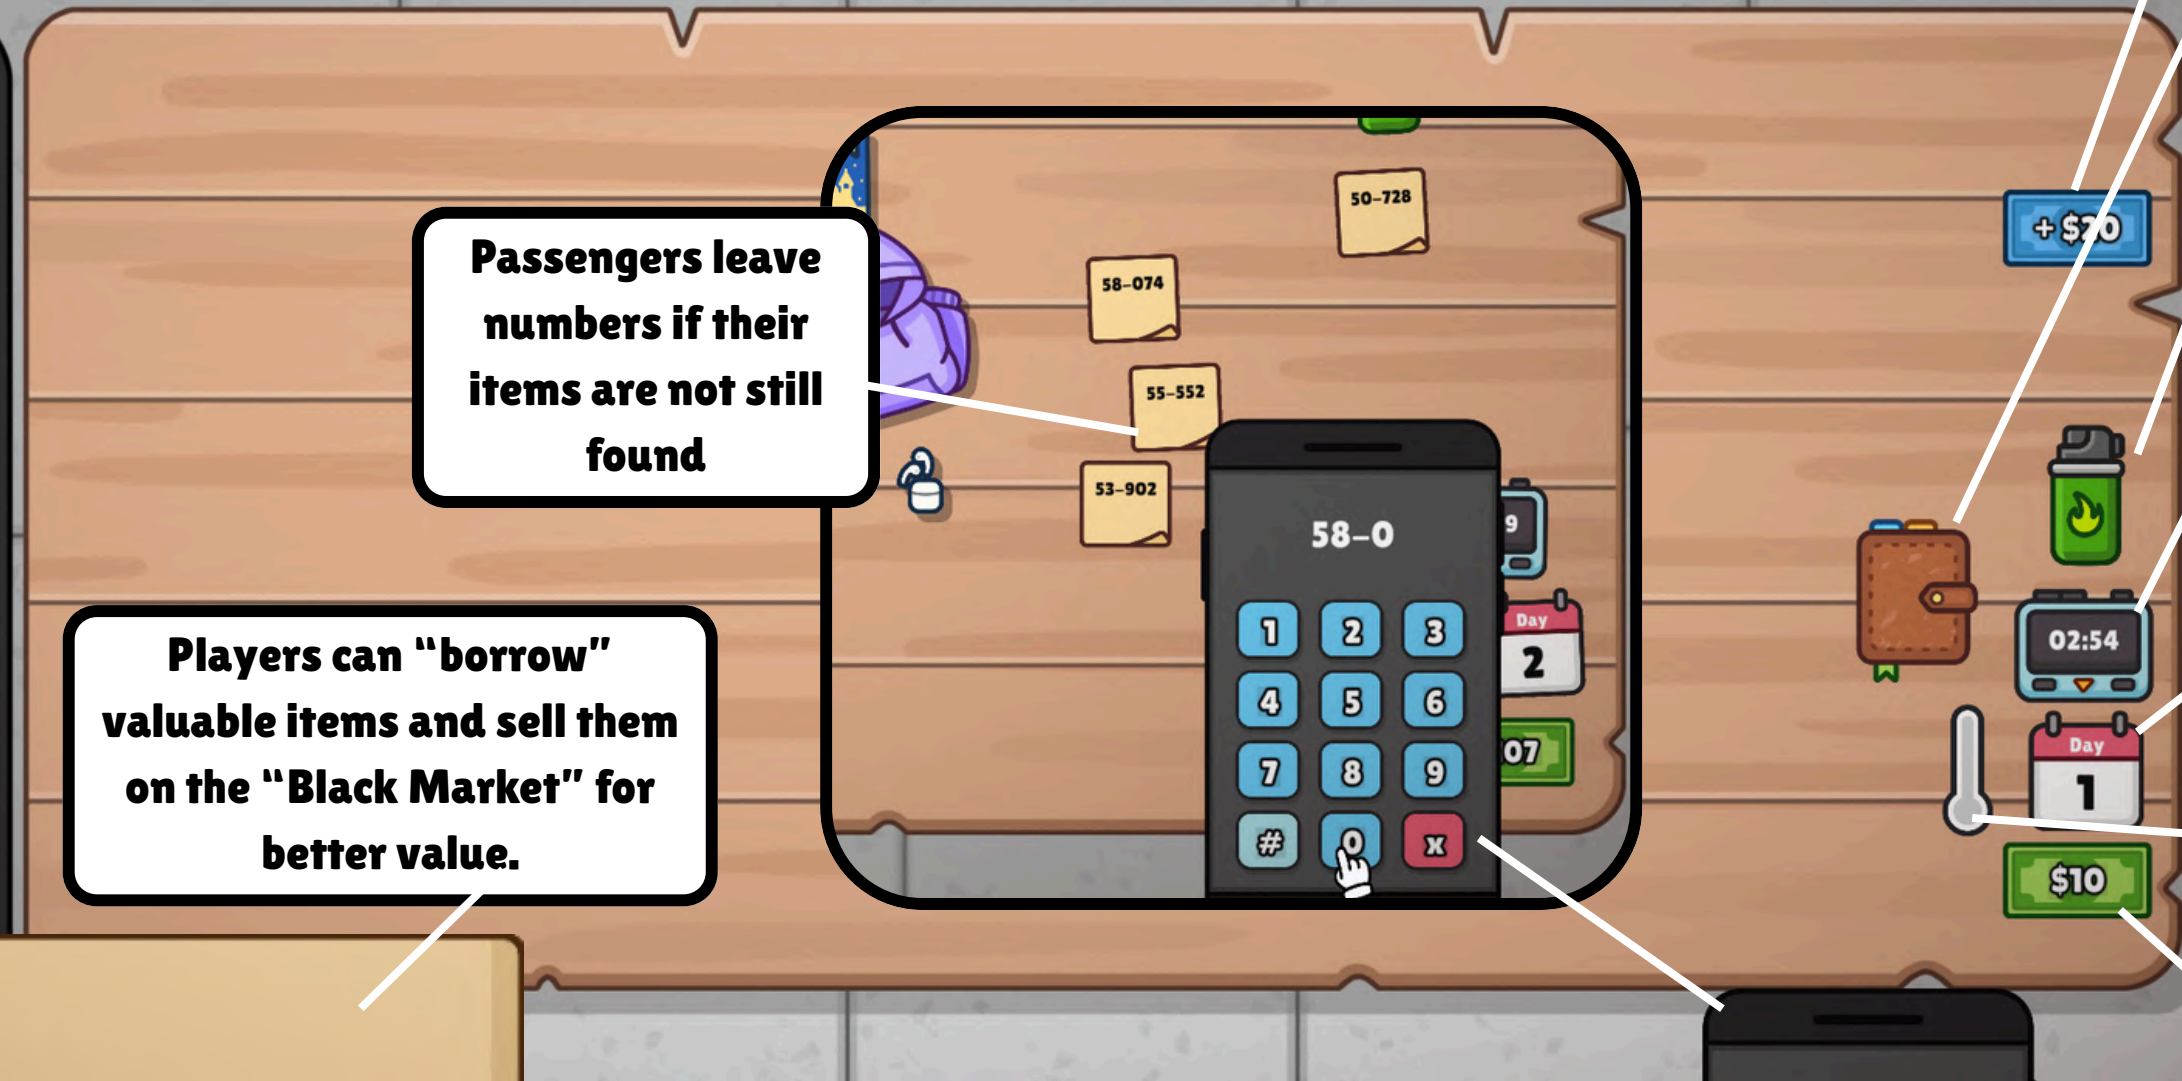 Passengers leave
numbers if their
items are not still
found
Players can “borrow”
valuable items and sell them
on the “Black Market” for
better value.
50-728
58-074
55-552
53-902
58-0
1 2 3
4 5 6
7 8 9
# 0 x
9
Day
2
07
+ $20
02:54
Day
1
$10